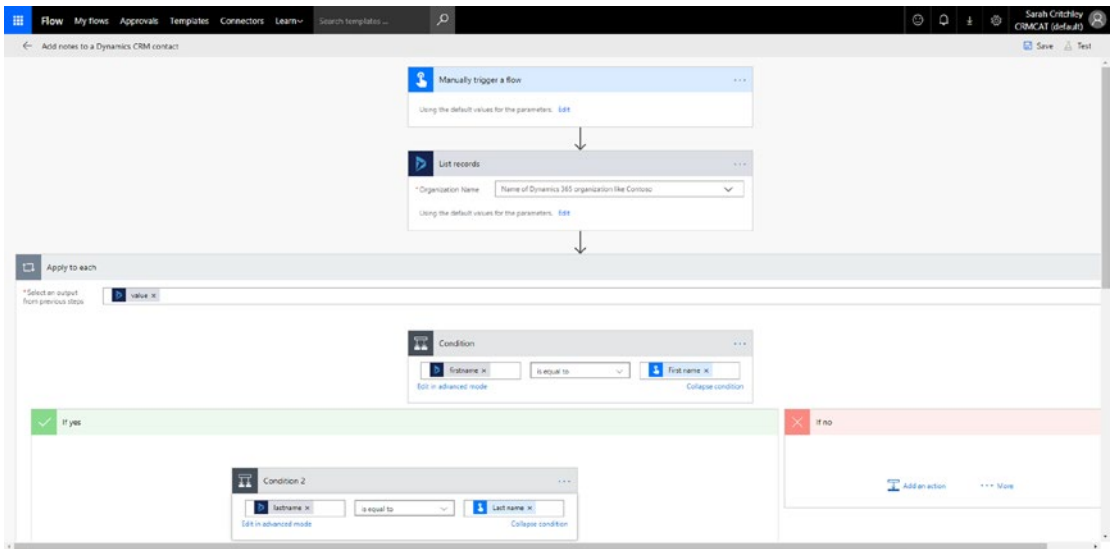 Flow My flows Approvals Templates Connectors Learn Search templates ... Sarah Critchley
CRMCAT (default)
Add notes to a Dynamics CRM contact Save Test
Manually trigger a flow ...
Using the default values for the parameters. Edit
List records ...
*Organization Name Name of Dynamics 365 organization like Contoso
Using the default values for the parameters. Edit
Apply to each
*Select an output
from previous steps value x
Condition ...
firstname x is equal to First name x
Edit in advanced mode Collapse condition
If yes If no
Condition 2 ...
Add an action ... More
lastname x is equal to Last name x
Edit in advanced mode Collapse condition